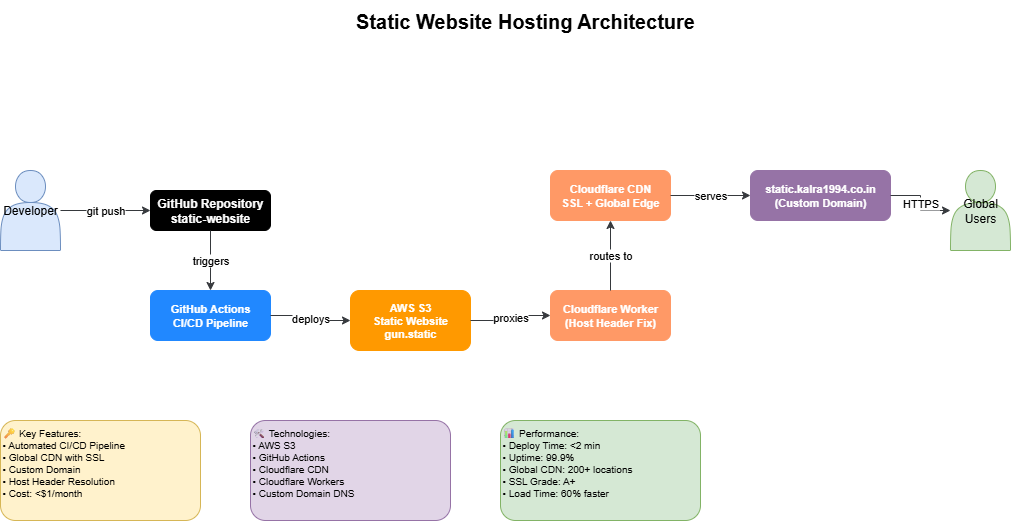 Static Website Hosting Architecture
Developer
git push
GitHub Repository
static-website
triggers
GitHub Actions
CI/CD Pipeline
deploys
AWS S3
Static Website
gun.static
proxies
Cloudflare Worker
(Host Header Fix)
routes to
Cloudflare CDN
SSL + Global Edge
serves
static.kalra1994.co.in
(Custom Domain)
HTTPS
Global
Users
🔑 Key Features:
• Automated CI/CD Pipeline
• Global CDN with SSL
• Custom Domain
• Host Header Resolution
• Cost: <$1/month
🛠️ Technologies:
• AWS S3
• GitHub Actions
• Cloudflare CDN
• Cloudflare Workers
• Custom Domain DNS
📊 Performance:
• Deploy Time: <2 min
• Uptime: 99.9%
• Global CDN: 200+ locations
• SSL Grade: A+
• Load Time: 60% faster